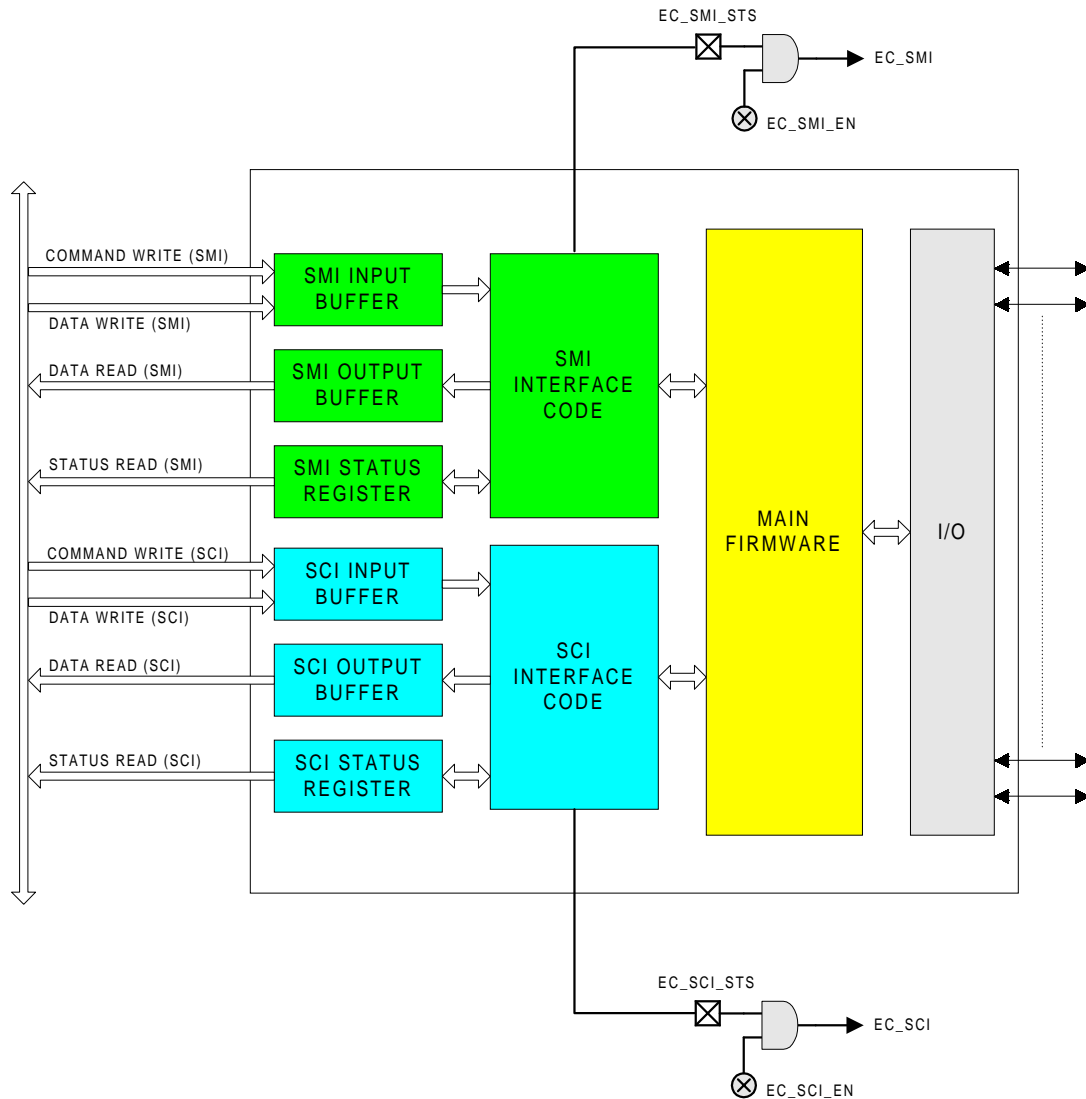 EC_SMI_STS
EC_SMI
EC_SMI_EN
COMMAND WRITE (SMI)
SMI INPUT
BUFFER
DATA WRITE (SMI)
DATA READ (SMI)
SMI OUTPUT
BUFFER
SMI
INTERFACE
CODE
STATUS READ (SMI)
SMI STATUS
REGISTER
MAIN
FIRMWARE
I/O
COMMAND WRITE (SCI)
SCI INPUT
BUFFER
DATA WRITE (SCI)
DATA READ (SCI)
SCI OUTPUT
BUFFER
SCI
INTERFACE
CODE
STATUS READ (SCI)
SCI STATUS
REGISTER
EC_SCI_STS
EC_SCI
EC_SCI_EN